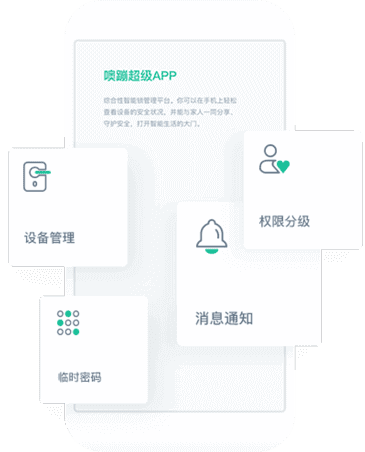 噢蹦超级APP
综合性智能锁管理平台，你可以在手机上轻松
查看设备的安全状况，并能与家人一同分享、
守护安全，打开智能生活的大门。
权限分级
设备管理
消息通知
临时密码